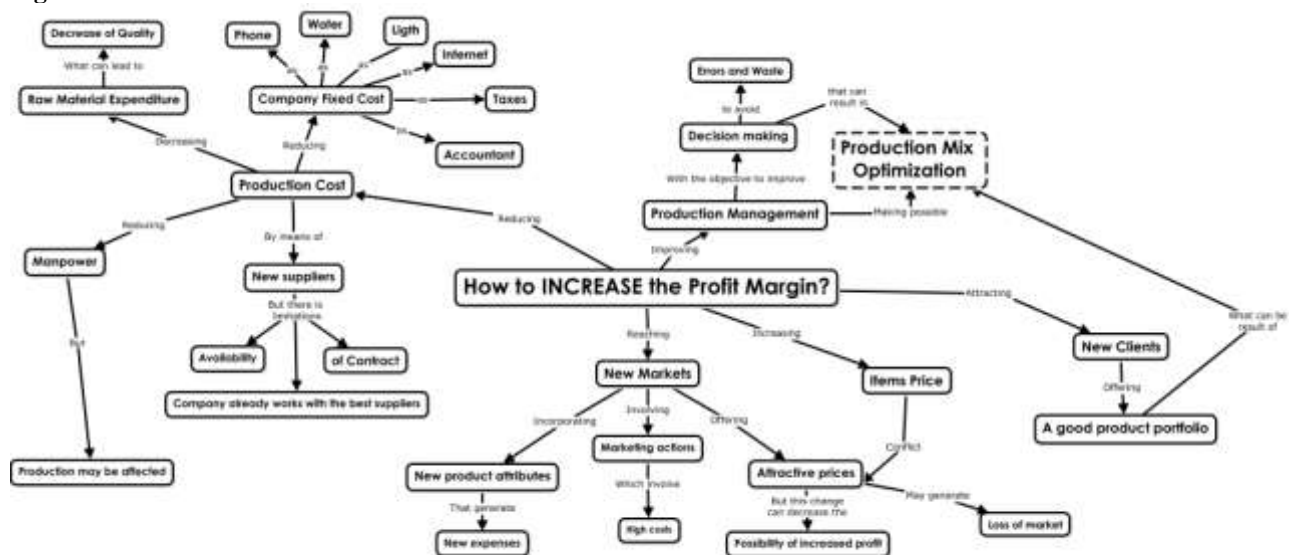 Decrease of Quality
What can lead to
Raw Material Expenditure
Decreasing
Phone
Water
Ligth
Internet
Taxes
Accountant
as
as
as
as
as
as
Company Fixed Cost
Reducing
Production Cost
Reducing
Manpower
But
Production may be affected
By means of
New suppliers
But there is
limitations
Availability
of Contract
Company already works with the best suppliers
Reducing
Errors and Waste
to avoid
Decision making
that can
result in
Production Mix
Optimization
With the objective to improve
Production Management
Making possible
Improving
How to INCREASE the Profit Margin?
Reaching
New Markets
Incorporating
New product attributes
That generate
New expenses
Involving
Marketing actions
Which involve
High costs
Offering
Attractive prices
But this change
can decrease the
Possibility of increased profit
May generate
Loss of market
Increasing
Items Price
Conflict
Attracting
New Clients
Offering
A good product portfolio
What can be
result of